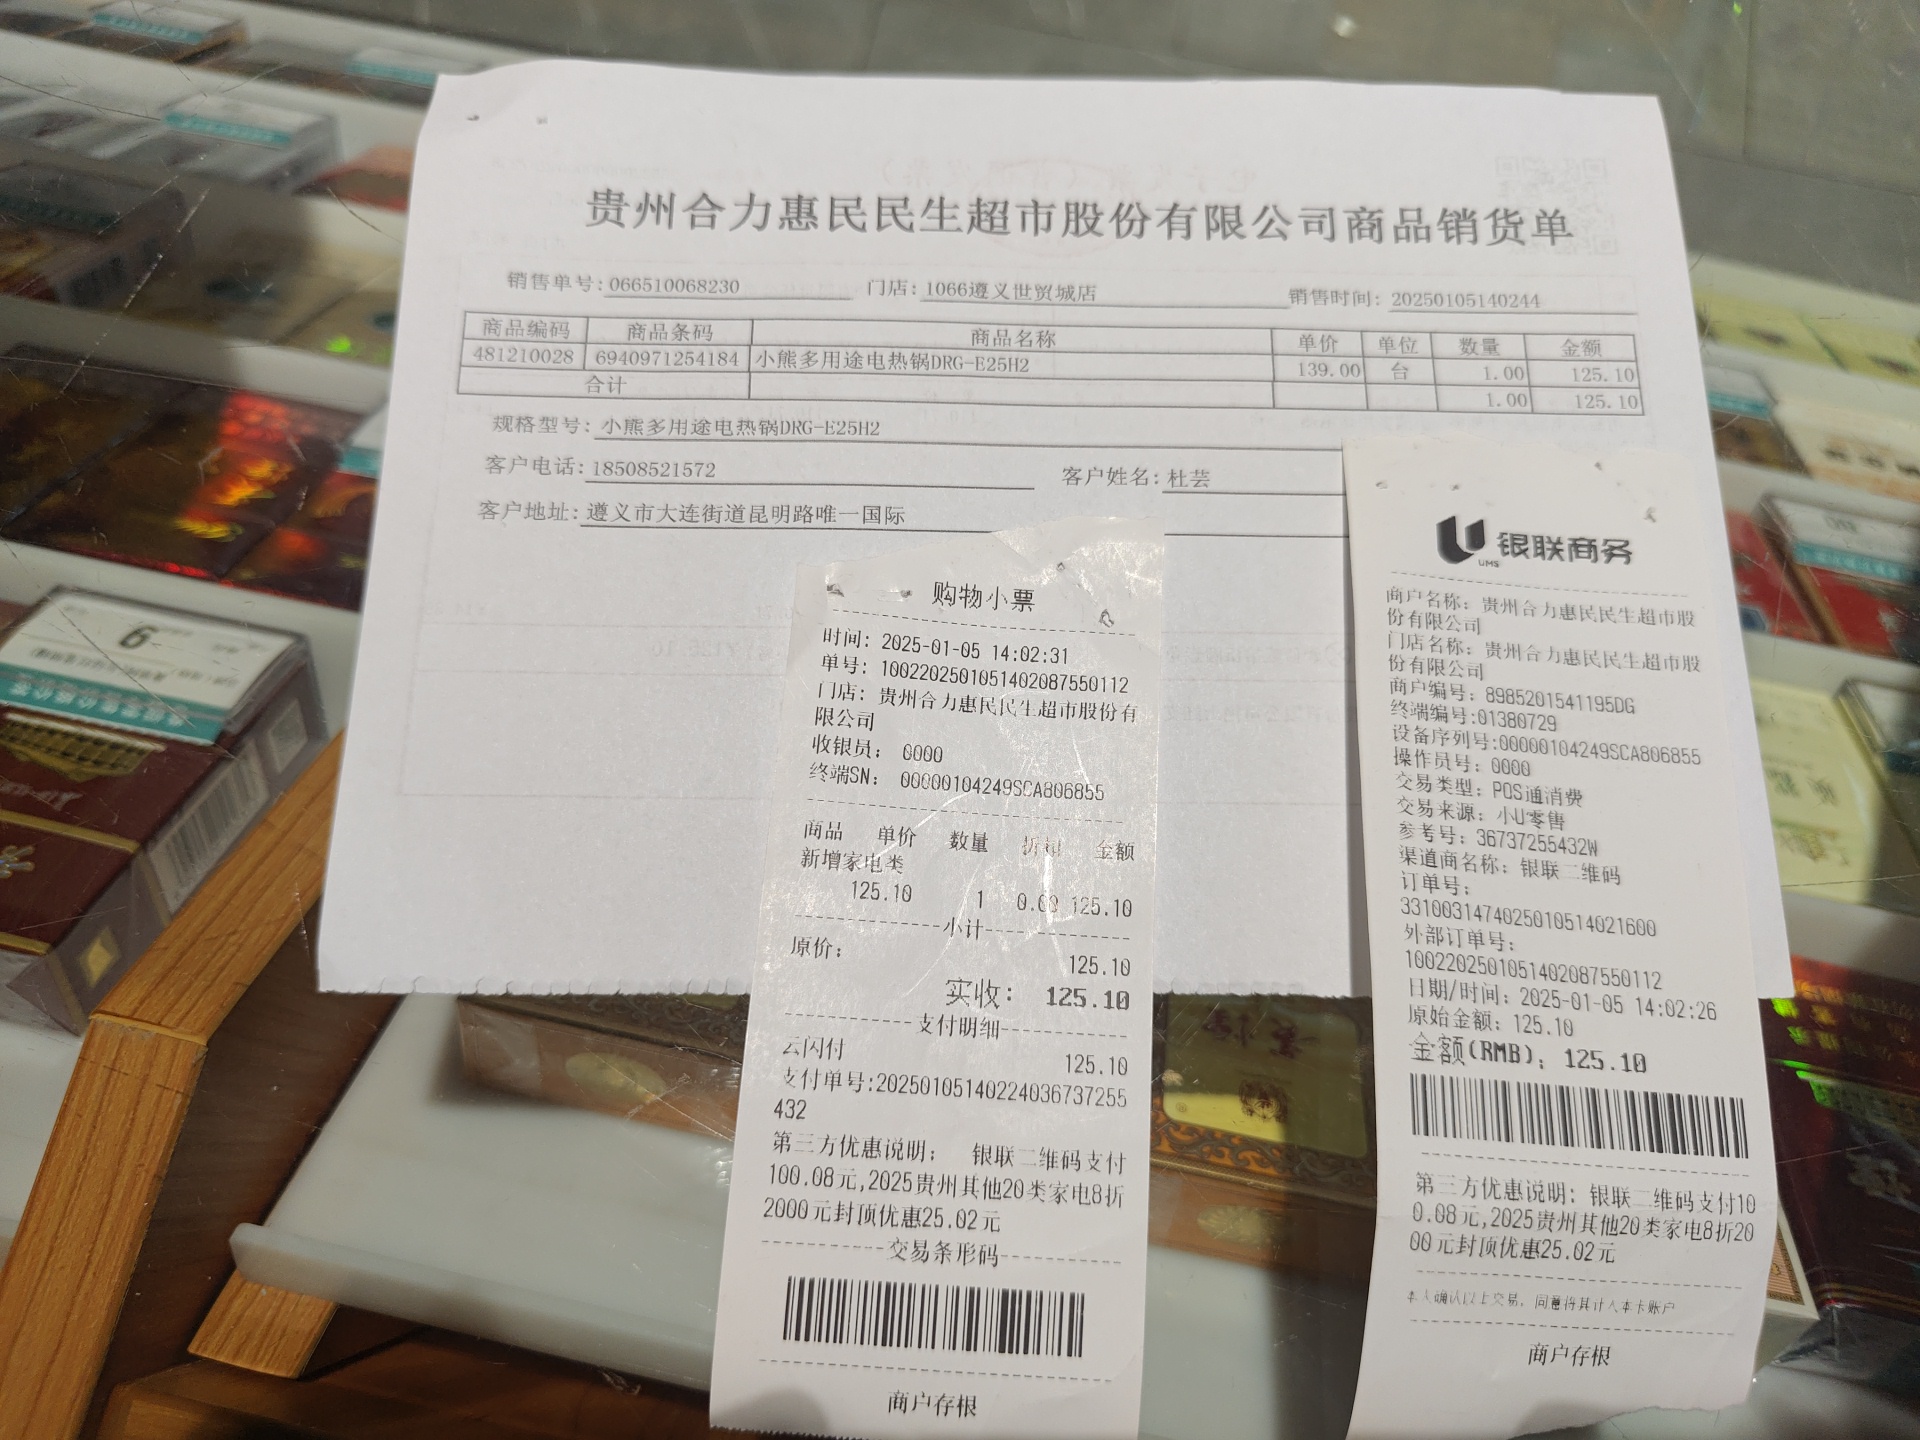 贵州合力惠民民生超市股份有限公司商品销货单
销售单号: 066510068230 门店: 1066遵义世贸城店 销售时间: 20250105140244
商品编码 商品条码 商品名称 单价 单位 数量 金额
481210028 6940971254184 小熊多用途电热锅DRG-E25H2 139.00 台 1.00 125.10
合计 1.00 125.10
规格型号: 小熊多用途电热锅DRG-E25H2
客户电话: 18508521572 客户姓名: 杜芸
客户地址: 遵义市大连街道昆明路唯一国际
购物小票
时间: 2025-01-05 14:02:31
单号: 1002202501051402087550112
门店: 贵州合力惠民民生超市股份有
限公司
收银员: 0000
终端SN: 00000104249SCA806855
商品 单价 数量 折扣 金额
新增家电类
125.10 1 0.00 125.10
小计
原价: 125.10
实收: 125.10
支付明细
云闪付 125.10
支付单号:20250105140224036737255
432
第三方优惠说明: 银联二维码支付
100.08元,2025贵州其他20类家电8折
2000元封顶优惠25.02元
交易条形码
商户存根
UMS
银联商务
商户名称: 贵州合力惠民民生超市股
份有限公司
门店名称: 贵州合力惠民民生超市股
份有限公司
商户编号: 8985201541195DG
终端编号:01380729
设备序列号:00000104249SCA806855
操作员号: 0000
交易类型: POS通消费
交易来源: 小U零售
参考号: 36737255432W
渠道商名称: 银联二维码
订单号:
3310031474025010514021600
外部订单号:
1002202501051402087550112
日期/时间: 2025-01-05 14:02:26
原始金额: 125.10
金额(RMB): 125.10
第三方优惠说明: 银联二维码支付10
0.08元,2025贵州其他20类家电8折20
00元封顶优惠25.02元
本人确认以上交易, 同意将其计入本卡账户
商户存根